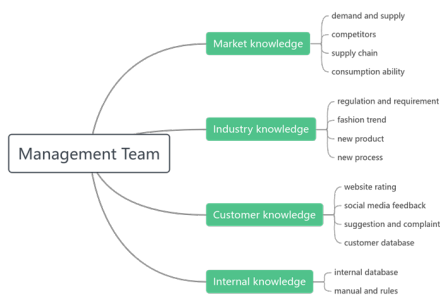 Management Team
Market knowledge
demand and supply
competitors
supply chain
consumption ability
Industry knowledge
regulation and requirement
fashion trend
new product
new process
Customer knowledge
website rating
social media feedback
suggestion and complaint
customer database
Internal knowledge
internal database
manual and rules